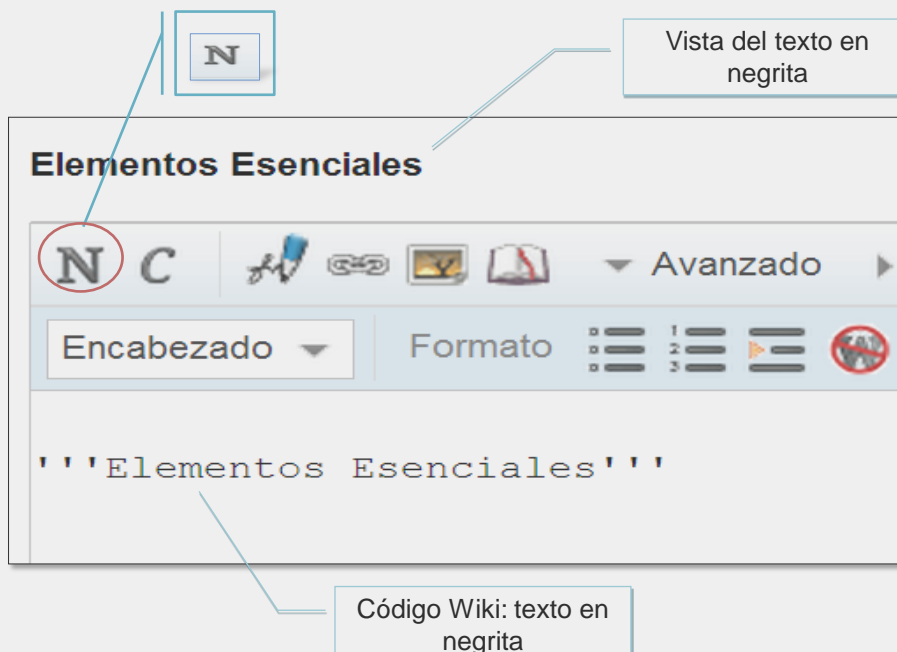 N
Vista del texto en
negrita
Elementos Esenciales
N C Avanzado
Encabezado Formato
'''Elementos Esenciales'''
Código Wiki: texto en
negrita